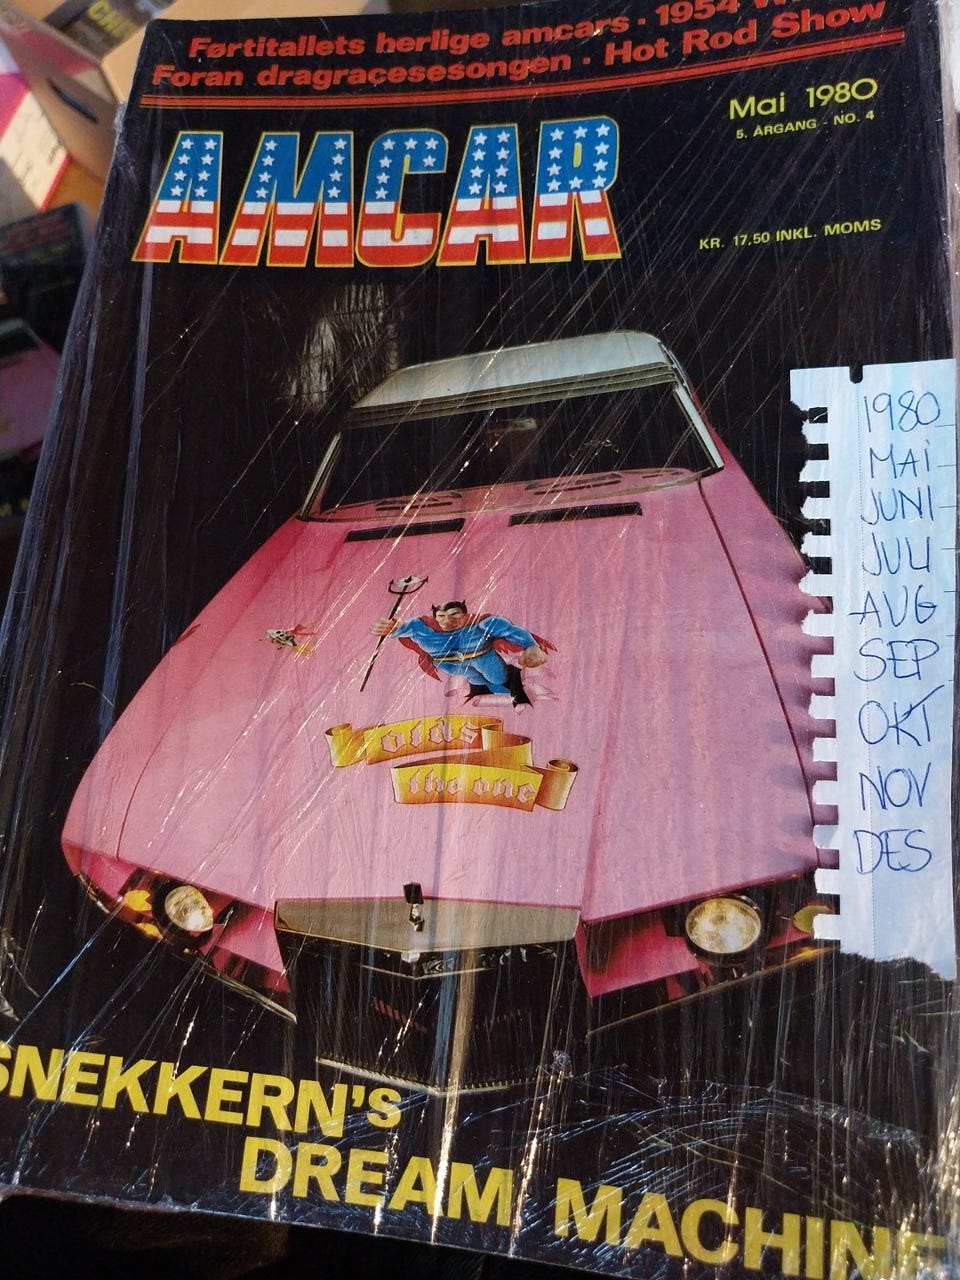 Førtitallets herlige amcars · 1954
Foran dragracesesongen · Hot Rod Show
Mai 1980
5. ÅRGANG - NO. 4
AMCAR
KR. 17,50 INKL. MOMS
1980
MAI
JUNI
JULI
AUG
SEP
OKT
NOV
DES
olds
the one
SNEKKERN'S
DREAM MACHINE